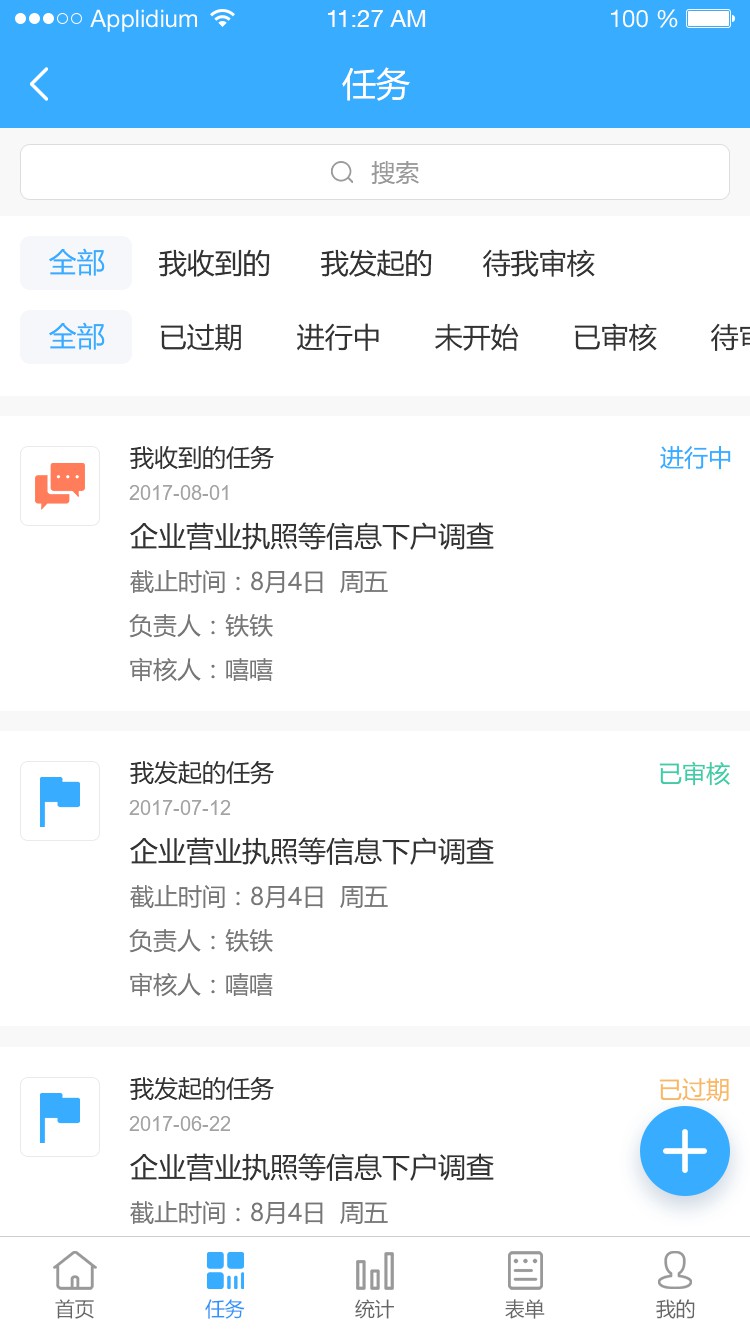 Applidium 11:27 AM 100 %
任务
搜索
全部 我收到的 我发起的 待我审核
全部 已过期 进行中 未开始 已审核 待审
我收到的任务 进行中
2017-08-01
企业营业执照等信息下户调查
截止时间：8月4日 周五
负责人：铁铁
审核人：嘻嘻
我发起的任务 已审核
2017-07-12
企业营业执照等信息下户调查
截止时间：8月4日 周五
负责人：铁铁
审核人：嘻嘻
我发起的任务 已过期
2017-06-22
企业营业执照等信息下户调查
截止时间：8月4日 周五
首页 任务 统计 表单 我的